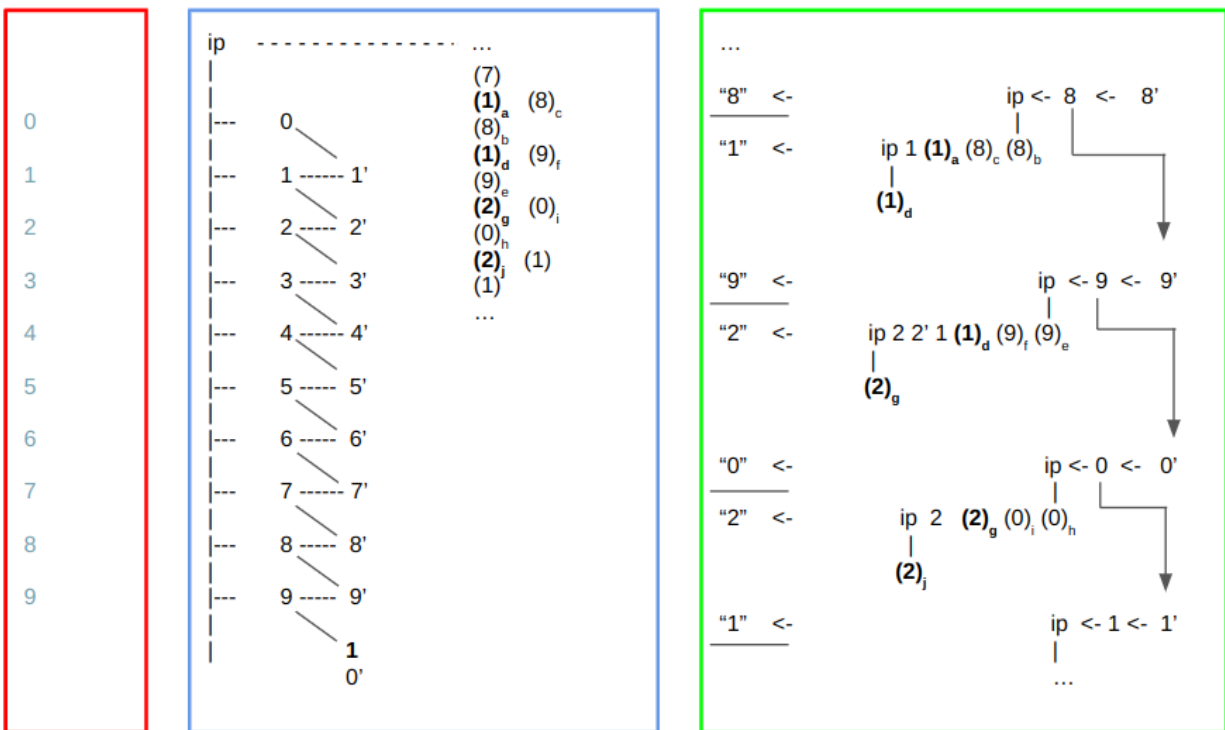 0
1
2
3
4
5
6
7
8
9
ip - - - - - - - - - - - - - - - ...
(7)
(1)a (8)c
(8)b
(1)d (9)f
(9)e
(2)g (0)i
(0)h
(2)j (1)
(1)
...
|--- 0
|--- 1 ------ 1'
|--- 2 ----- 2'
|--- 3 ----- 3'
|--- 4 ------ 4'
|--- 5 ----- 5'
|--- 6 ----- 6'
|--- 7 ------ 7'
|--- 8 ----- 8'
|--- 9 ----- 9'
1
0'
...
“8” <- ip <- 8 <- 8'
“1” <- ip 1 (1)a (8)c (8)b
(1)d
“9” <- ip <- 9 <- 9'
“2” <- ip 2 2' 1 (1)d (9)f (9)e
(2)g
“0” <- ip <- 0 <- 0'
“2” <- ip 2 (2)g (0)i (0)h
(2)j
“1” <- ip <- 1 <- 1'
...